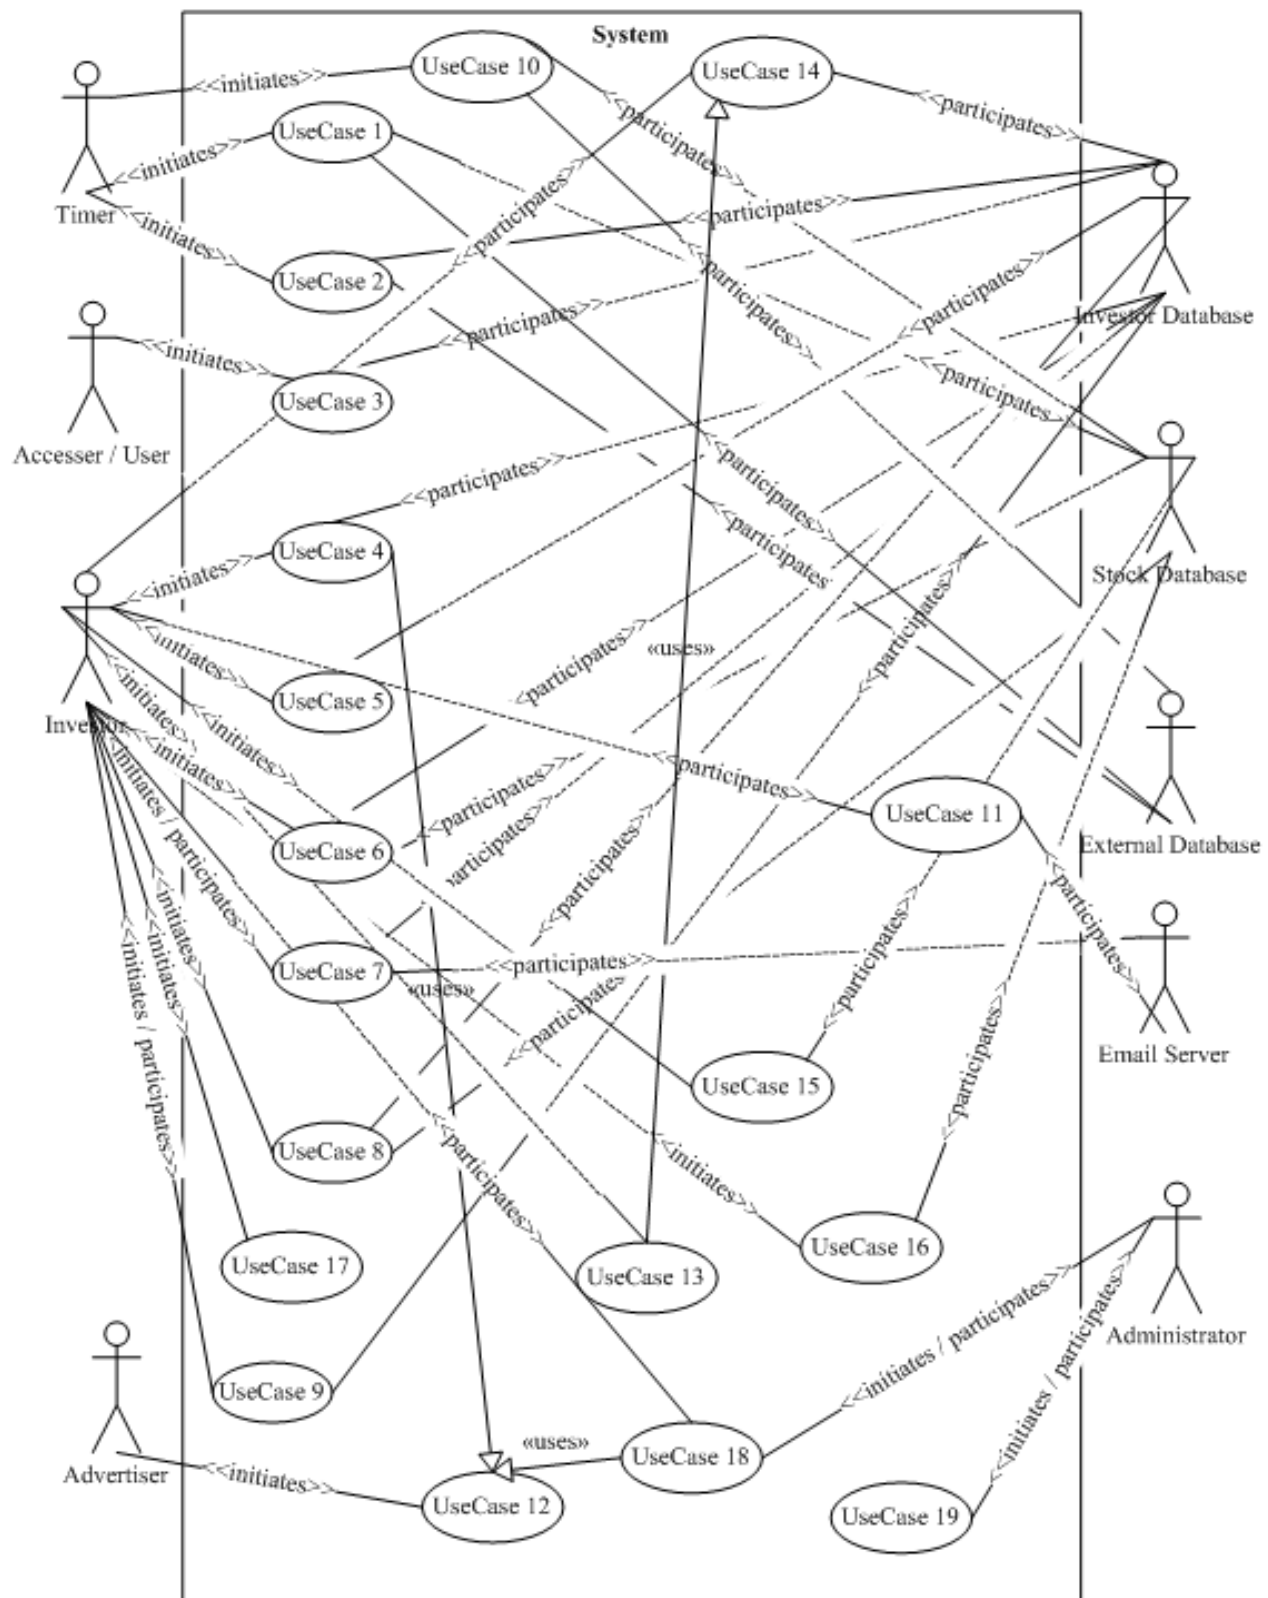 System
UseCase 10
UseCase 14
<<initiates>>
<<participates>>
<<participates>>
UseCase 1
<<initiates>>
<<participates>>
Timer
<<initiates>>
<<participates>>
<<participates>>
UseCase 2
<<participates>>
Investor Database
<<participates>>
<<initiates>>
<<participates>>
UseCase 3
Accesser / User
<<participates>>
<<participates>>
<<participates>>
UseCase 4
<<initiates>>
Stock Database
<<participates>>
«uses»
<<initiates>>
<participates>>
UseCase 5
Investor
<<initiates>>
<<initiates>>
<<initiates>>
<<participates>>
<<participates>>
UseCase 11
<<initiates / participates>>
UseCase 6
External Database
participates>>
<<participates>>
<<participates>>
<<participates>>
UseCase 7
<<participates>>
«uses»
<<initiates>>
<<initiates>>
<<participates
<<participates>>
Email Server
<<initiates / participates>>
<<participates>>
UseCase 15
UseCase 8
<<participates>>
<<initiates>>
UseCase 16
UseCase 17
UseCase 13
<<initiates / participates>>
Administrator
UseCase 9
<<initiates / participates>>
Advertiser
<<initiates>>
«uses»
UseCase 18
UseCase 12
UseCase 19